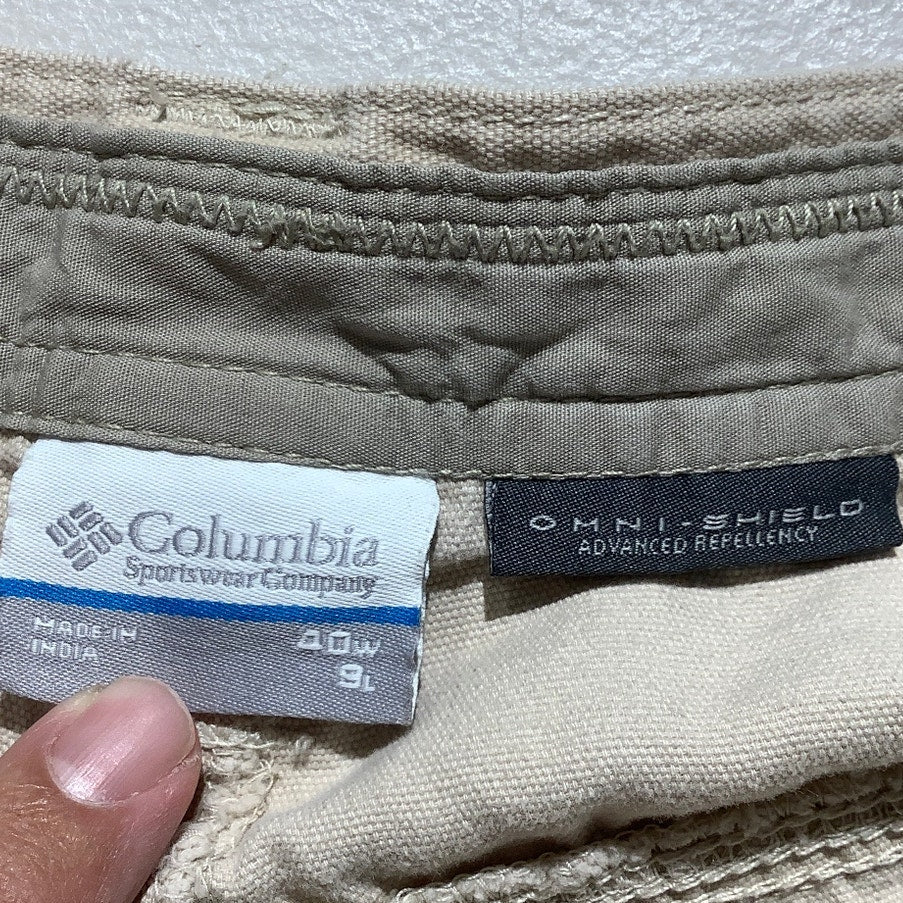 Columbia
Sportswear Company
MADE IN
INDIA
40W
9L
OMNI-SHIELD
ADVANCED REPELLENCY